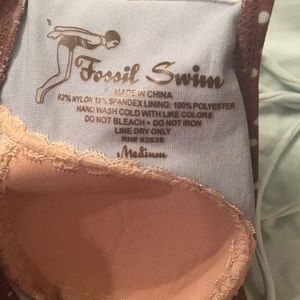 Fossil Swim
MADE IN CHINA
82% NYLON 18% SPANDEX LINING: 100% POLYESTER
HAND WASH COLD WITH LIKE COLORS
DO NOT BLEACH • DO NOT IRON
LINE DRY ONLY
RN# 92638
Medium